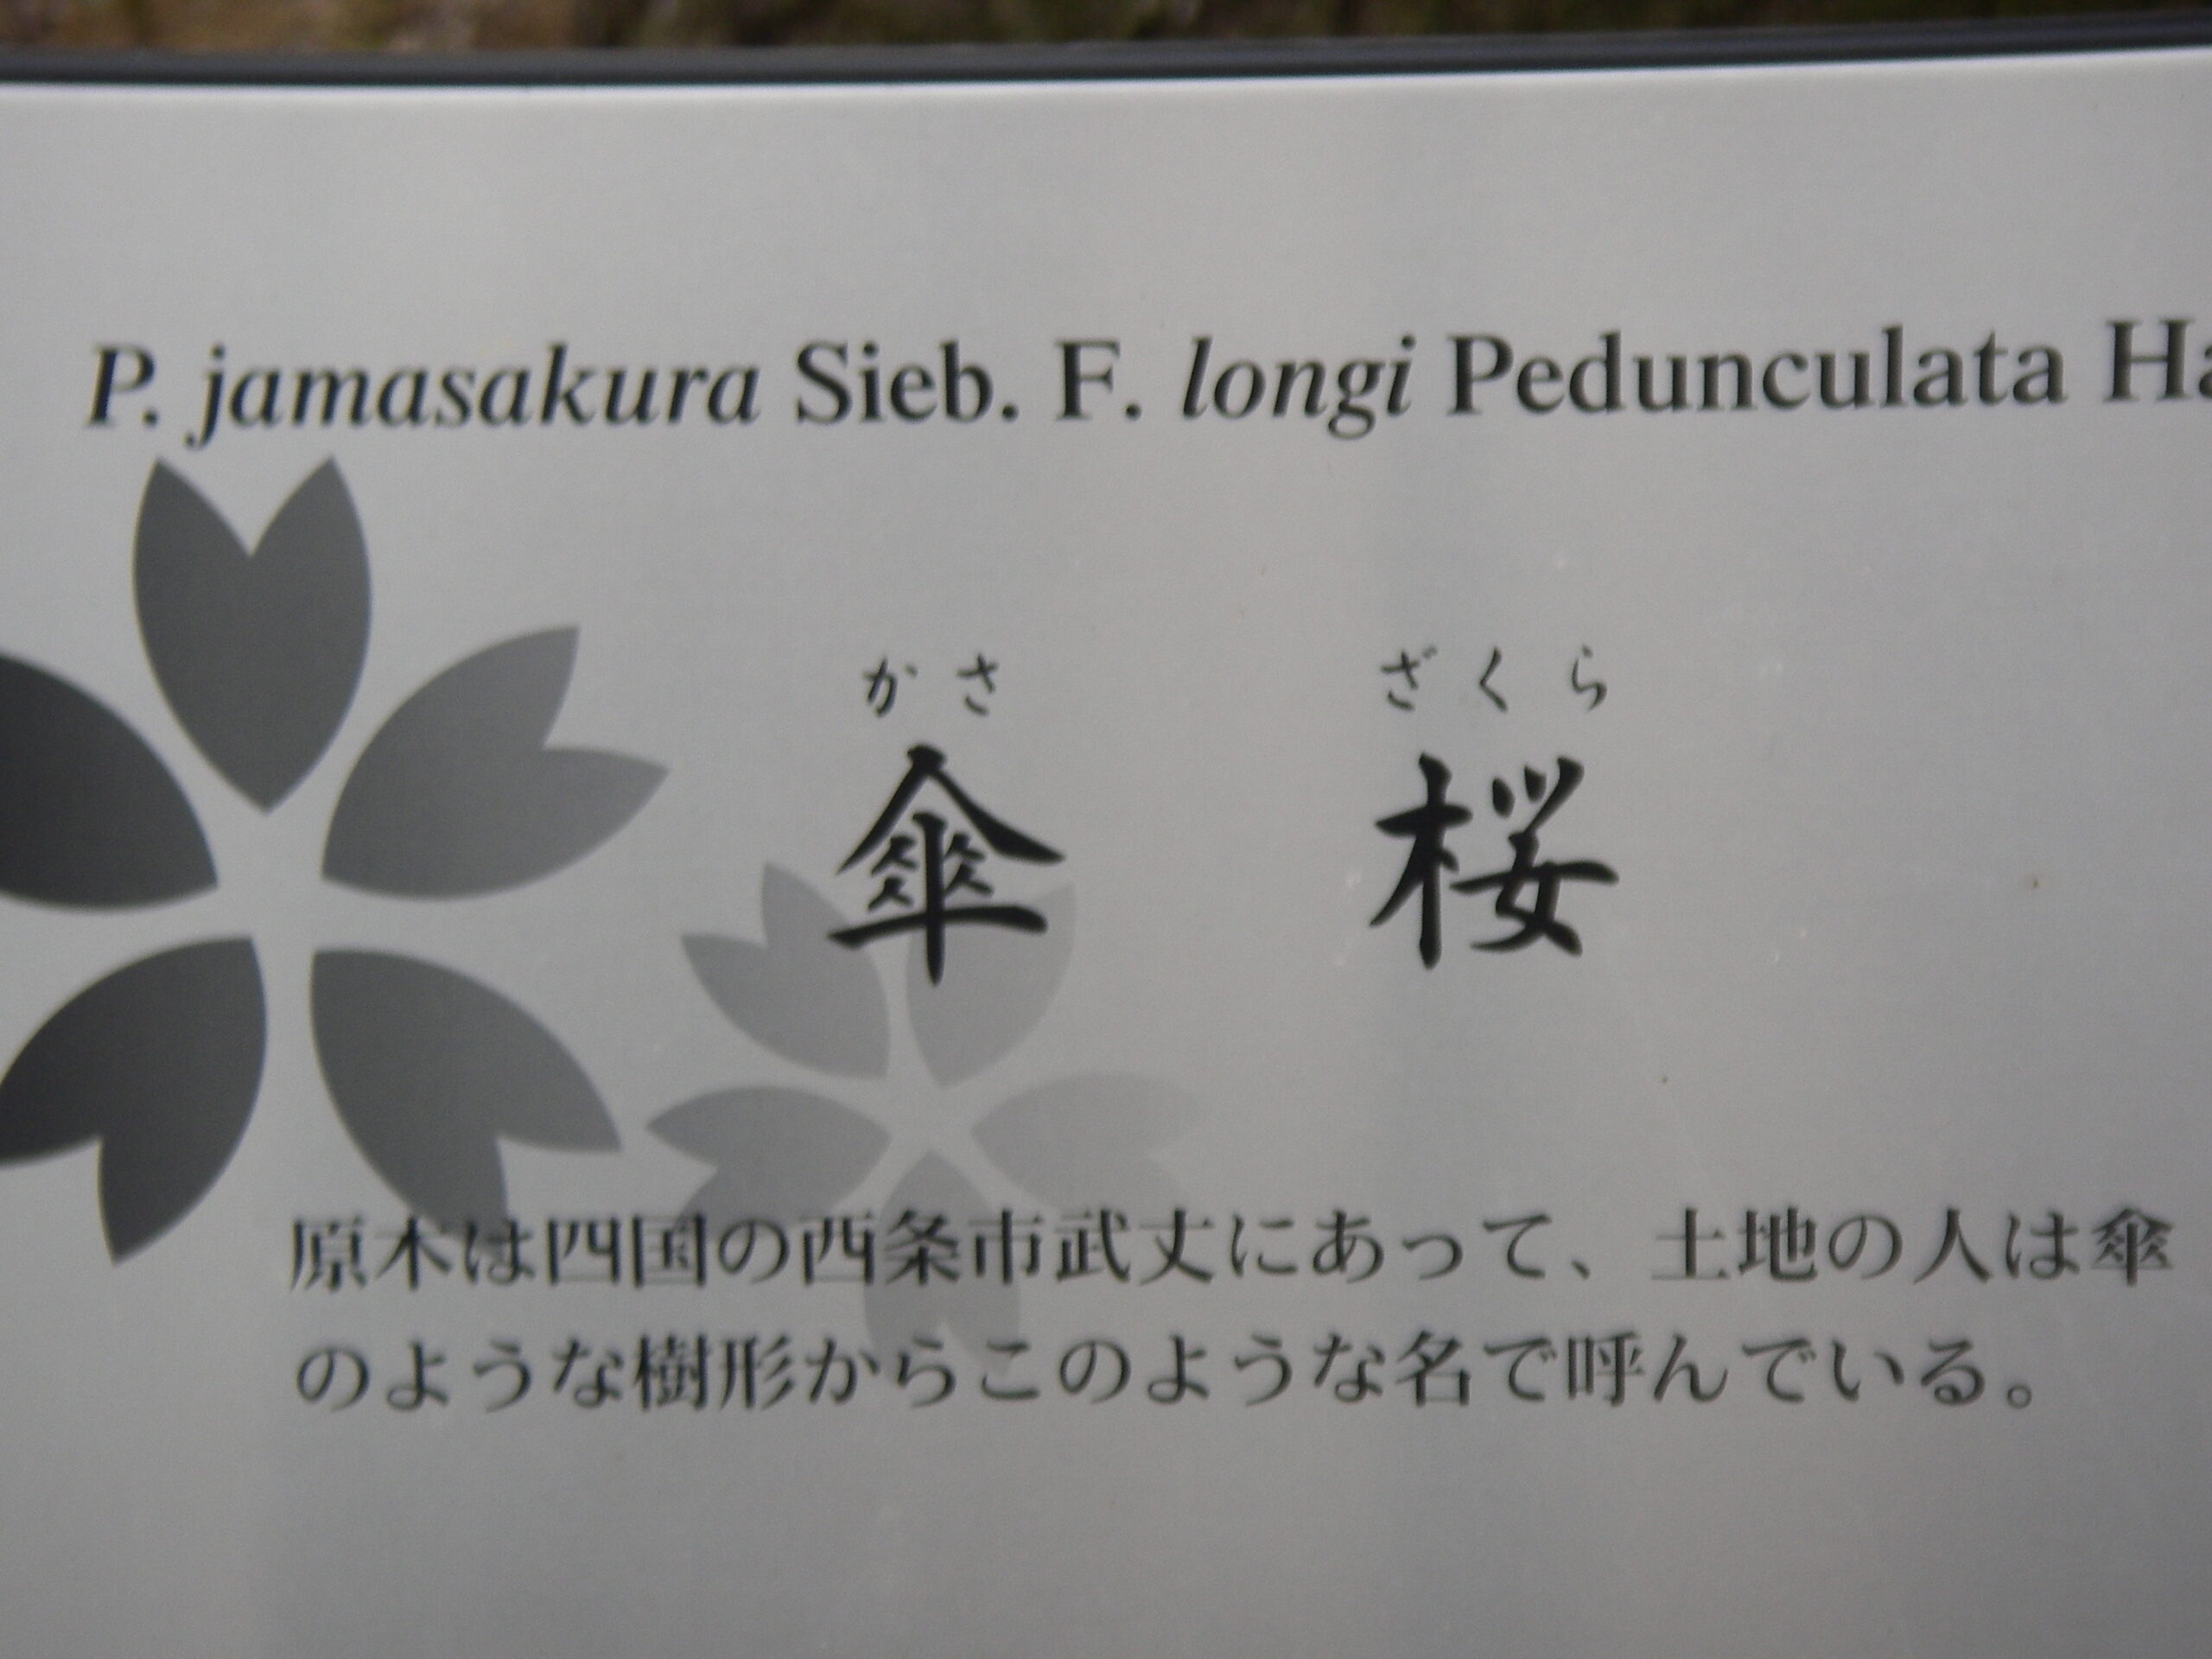 P. jamasakura Sieb. F. longi Pedunculata Ha
かさ ざくら
傘 桜
原木は四国の西条市武丈にあって、土地の人は傘
のような樹形からこのような名で呼んでいる。